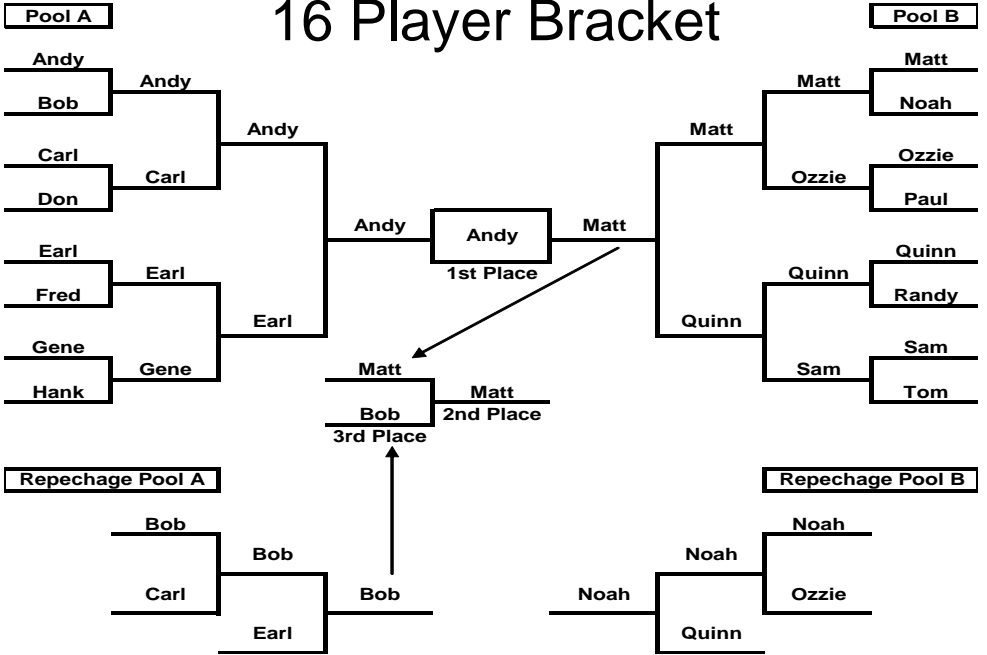 16 Player Bracket
Pool A
Pool B
Andy
Bob
Carl
Don
Earl
Fred
Gene
Hank
Andy
Carl
Earl
Gene
Andy
Earl
Andy
Andy
1st Place
Matt
Matt
Quinn
Matt
Ozzie
Quinn
Sam
Matt
Noah
Ozzie
Paul
Quinn
Randy
Sam
Tom
Matt
Bob
3rd Place
Matt
2nd Place
Repechage Pool A
Repechage Pool B
Bob
Carl
Bob
Earl
Bob
Noah
Noah
Quinn
Noah
Ozzie